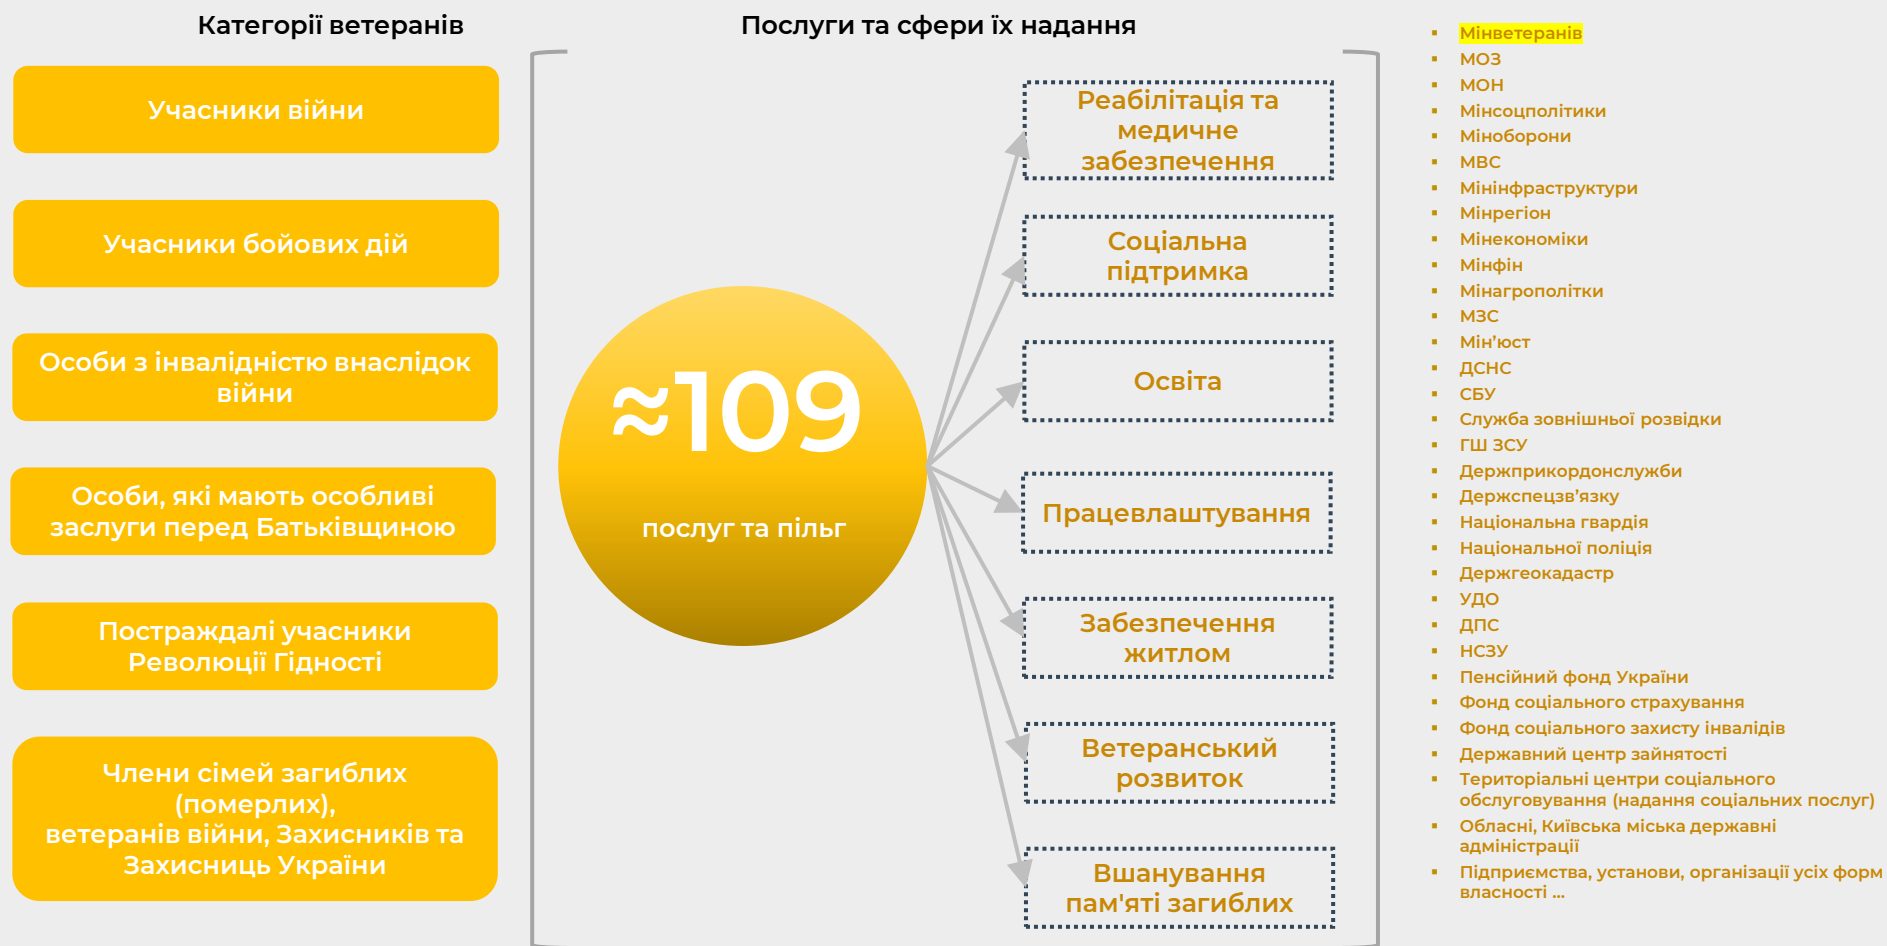 Категорії ветеранів
Учасники війни
Учасники бойових дій
Особи з інвалідністю внаслідок
війни
Особи, які мають особливі
заслуги перед Батьківщиною
Постраждалі учасники
Революції Гідності
Члени сімей загиблих
(померлих),
ветеранів війни, Захисників та
Захисниць України
Послуги та сфери їх надання
≈109
послуг та пільг
Реабілітація та
медичне
забезпечення
Соціальна
підтримка
Освіта
Працевлаштування
Забезпечення
житлом
Ветеранський
розвиток
Вшанування
пам'яті загиблих
▪ Мінветеранів
▪ МОЗ
▪ МОН
▪ Мінсоцполітики
▪ Міноборони
▪ МВС
▪ Мінінфраструктури
▪ Мінрегіон
▪ Мінекономіки
▪ Мінфін
▪ Мінагрополітки
▪ МЗС
▪ Мін’юст
▪ ДСНС
▪ СБУ
▪ Служба зовнішньої розвідки
▪ ГШ ЗСУ
▪ Держприкордонслужби
▪ Держспецзв’язку
▪ Національна гвардія
▪ Національної поліція
▪ Держгеокадастр
▪ УДО
▪ ДПС
▪ НСЗУ
▪ Пенсійний фонд України
▪ Фонд соціального страхування
▪ Фонд соціального захисту інвалідів
▪ Державний центр зайнятості
▪ Територіальні центри соціального
обслуговування (надання соціальних послуг)
▪ Обласні, Київська міська державні
адміністрації
▪ Підприємства, установи, організації усіх форм
власності ...